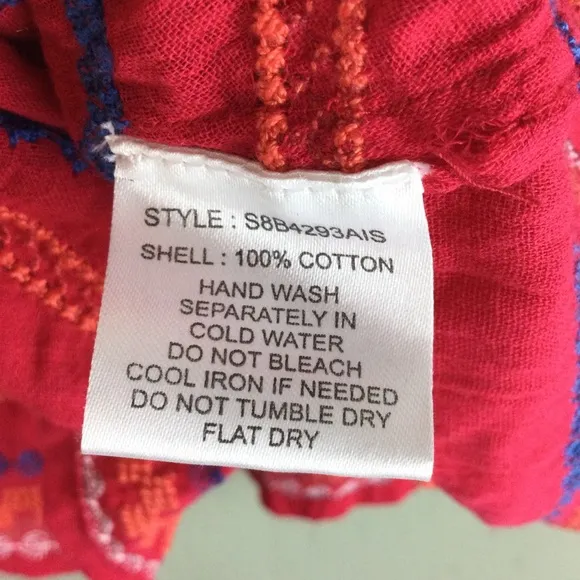 STYLE : S8B4293AIS
SHELL : 100% COTTON
HAND WASH
SEPARATELY IN
COLD WATER
DO NOT BLEACH
COOL IRON IF NEEDED
DO NOT TUMBLE DRY
FLAT DRY